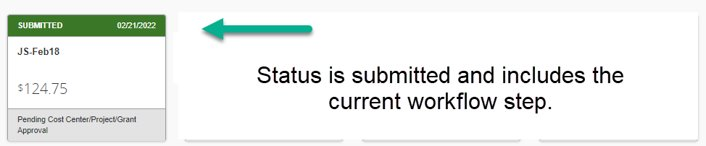 SUBMITTED 02/21/2022
JS-Feb18
$124.75
Pending Cost Center/Project/Grant
Approval
Status is submitted and includes the
current workflow step.